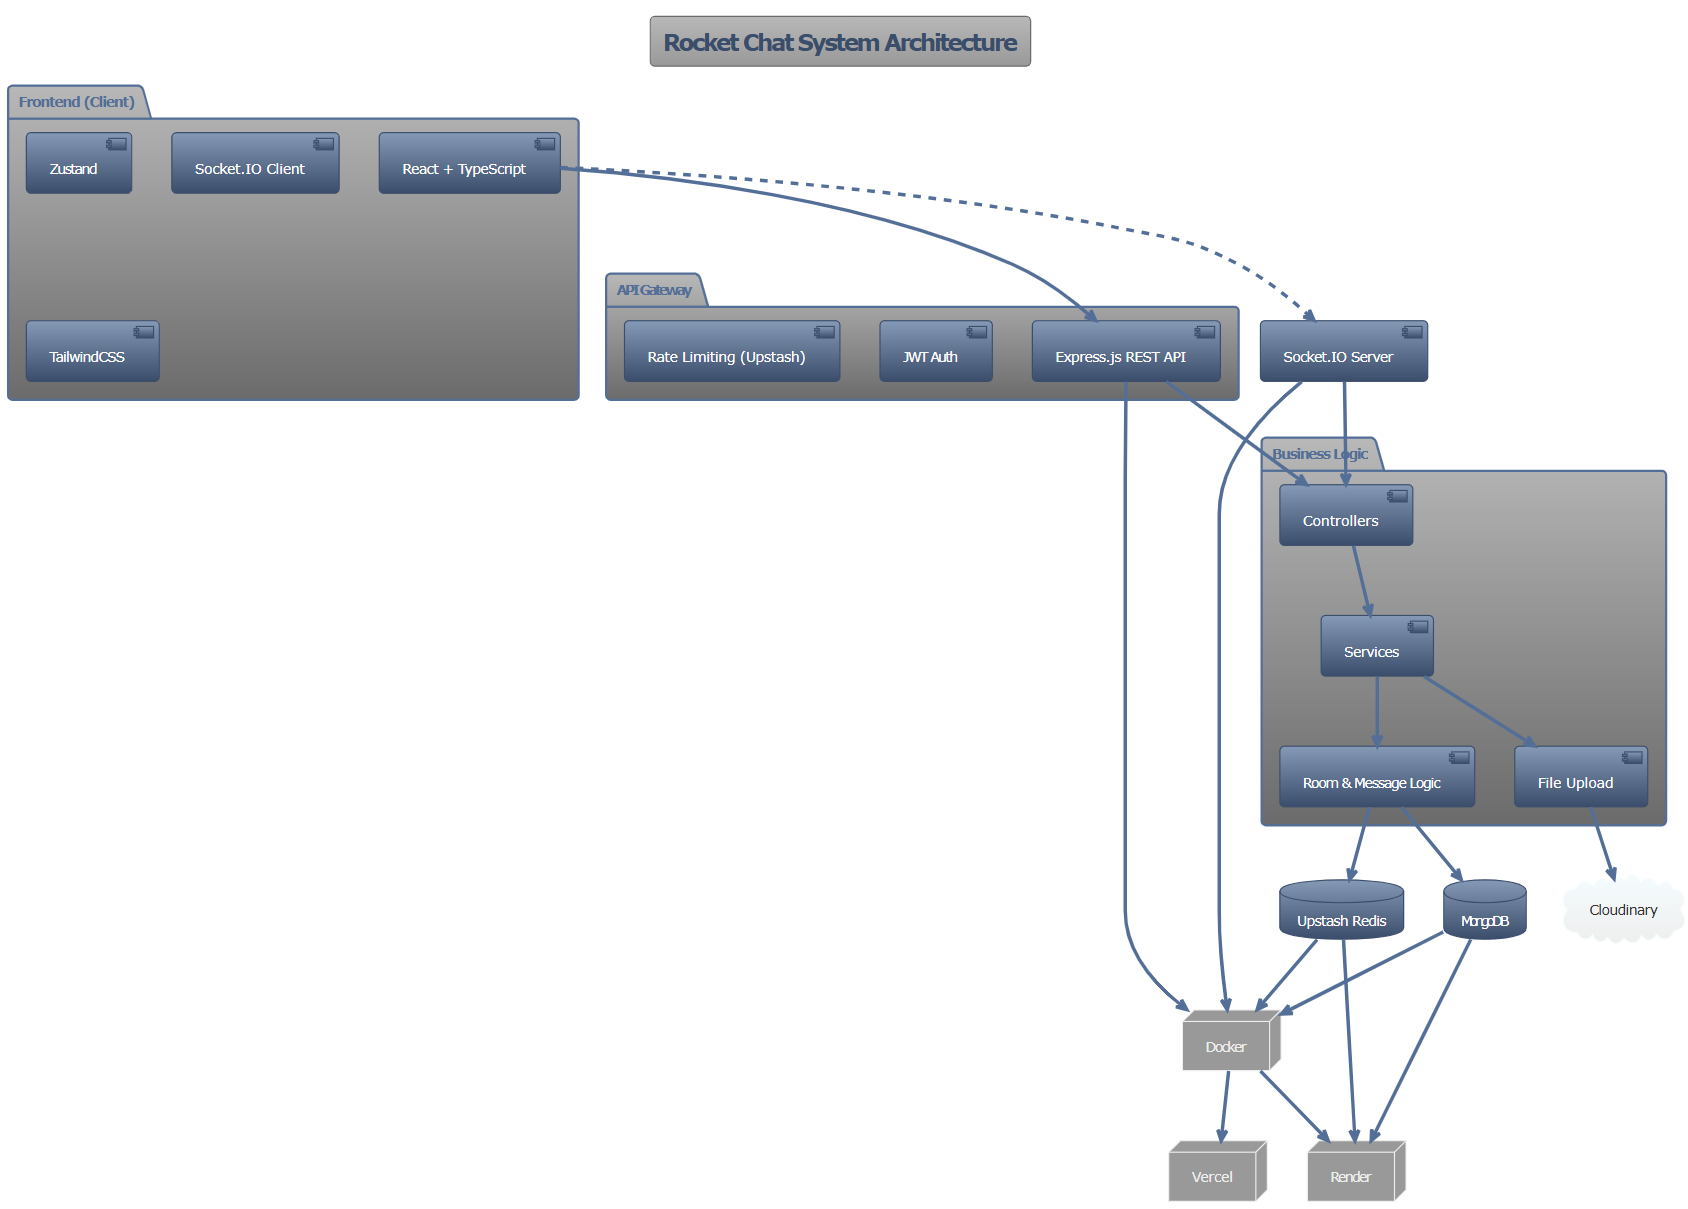 Rocket Chat System Architecture
Frontend (Client)
Zustand
Socket.IO Client
React + TypeScript
TailwindCSS
API Gateway
Rate Limiting (Upstash)
JWT Auth
Express.js REST API
Socket.IO Server
Business Logic
Controllers
Services
Room & Message Logic
File Upload
Upstash Redis
MongoDB
Cloudinary
Docker
Vercel
Render